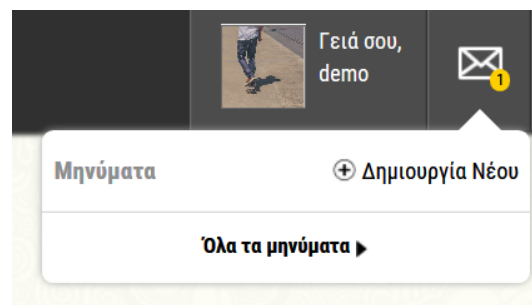 Γειά σου,
demo
1
Μηνύματα
Δημιουργία Νέου
Όλα τα μηνύματα